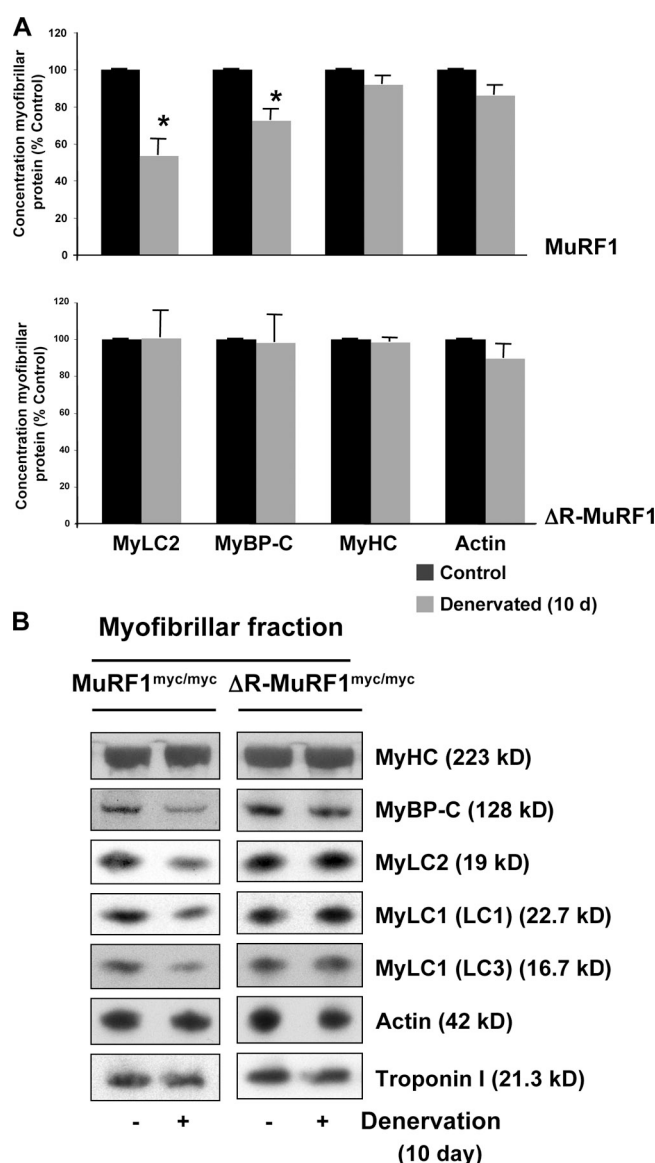 A
Concentration myofibrillar
protein (% Control)
120
100
80
60
40
20
0
*
*
MuRF1
Concentration myofibrillar
protein (% Control)
120
100
80
60
40
20
0
ΔR-MuRF1
MyLC2 MyBP-C MyHC Actin
Control
Denervated (10 d)
B
Myofibrillar fraction
MuRF1myc/myc ΔR-MuRF1myc/myc
MyHC (223 kD)
MyBP-C (128 kD)
MyLC2 (19 kD)
MyLC1 (LC1) (22.7 kD)
MyLC1 (LC3) (16.7 kD)
Actin (42 kD)
Troponin I (21.3 kD)
- + - + Denervation
(10 day)